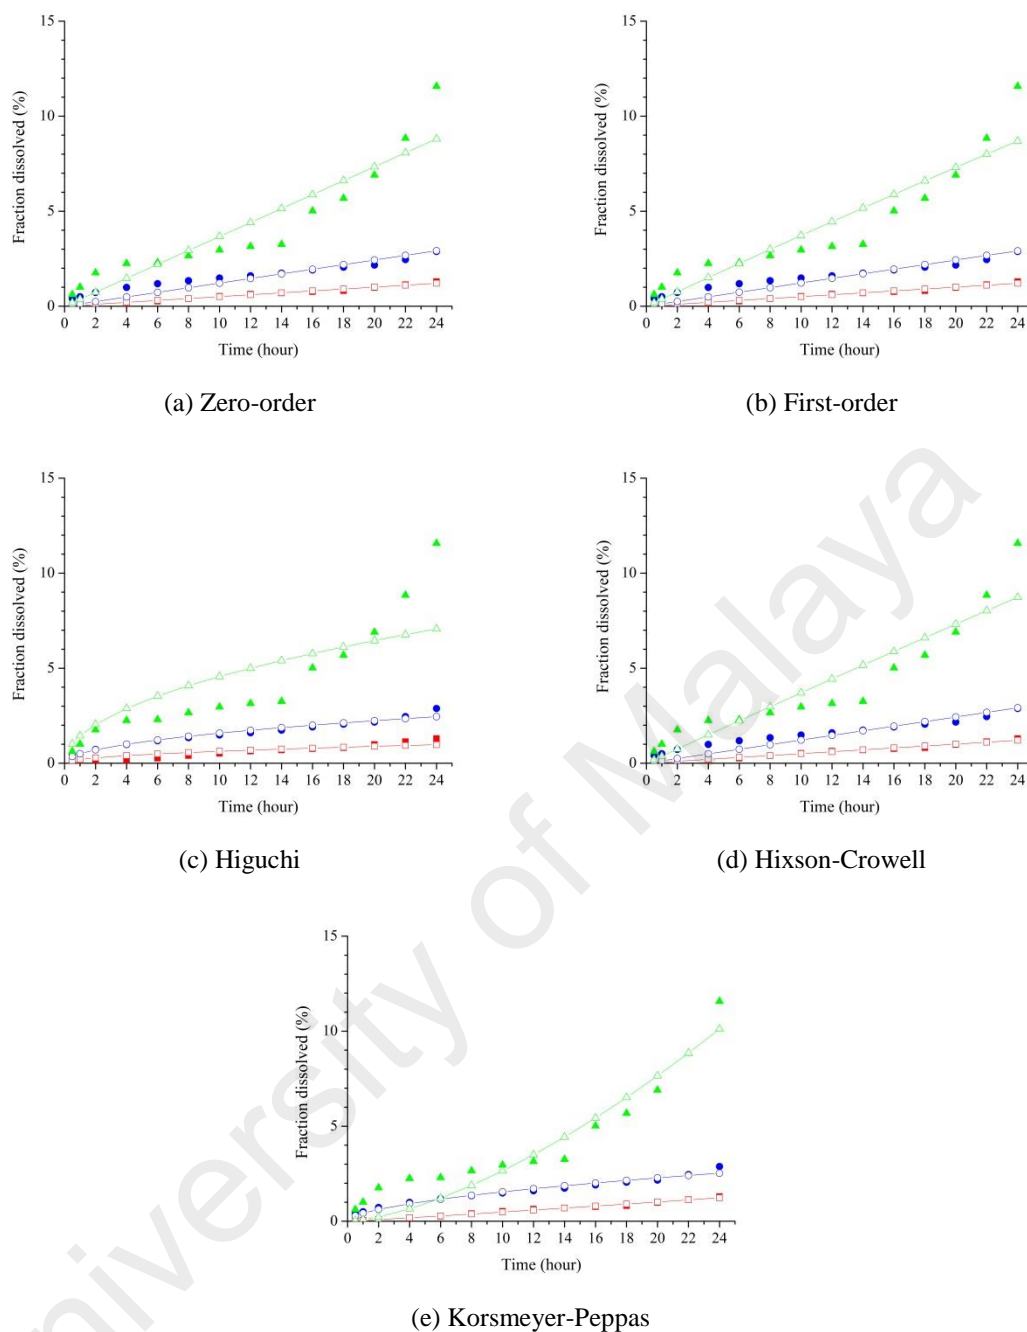 15
10
5
0
Fraction dissolved (%)
0 2 4 6 8 10 12 14 16 18 20 22 24
Time (hour)
(a) Zero-order
15
10
5
0
Fraction dissolved (%)
0 2 4 6 8 10 12 14 16 18 20 22 24
Time (hour)
(b) First-order
15
10
5
0
Fraction dissolved (%)
0 2 4 6 8 10 12 14 16 18 20 22 24
Time (hour)
(c) Higuchi
15
10
5
0
Fraction dissolved (%)
0 2 4 6 8 10 12 14 16 18 20 22 24
Time (hour)
(d) Hixson-Crowell
15
10
5
0
Fraction dissolved (%)
0 2 4 6 8 10 12 14 16 18 20 22 24
Time (hour)
(e) Korsmeyer-Peppas
niversity of Malaya